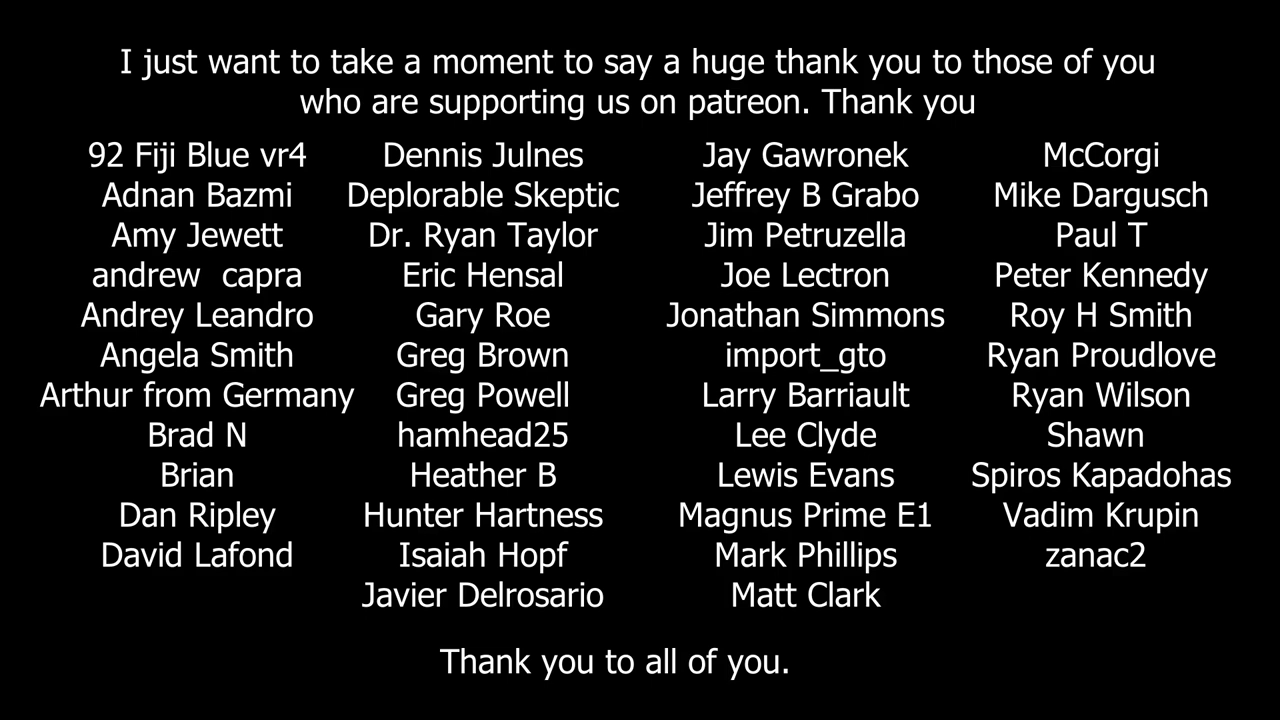 I just want to take a moment to say a huge thank you to those of you
who are supporting us on patreon. Thank you
92 Fiji Blue vr4
Adnan Bazmi
Amy Jewett
andrew  capra
Andrey Leandro
Angela Smith
Arthur from Germany
Brad N
Brian
Dan Ripley
David Lafond
Dennis Julnes
Deplorable Skeptic
Dr. Ryan Taylor
Eric Hensal
Gary Roe
Greg Brown
Greg Powell
hamhead25
Heather B
Hunter Hartness
Isaiah Hopf
Javier Delrosario
Jay Gawronek
Jeffrey B Grabo
Jim Petruzella
Joe Lectron
Jonathan Simmons
import_gto
Larry Barriault
Lee Clyde
Lewis Evans
Magnus Prime E1
Mark Phillips
Matt Clark
McCorgi
Mike Dargusch
Paul T
Peter Kennedy
Roy H Smith
Ryan Proudlove
Ryan Wilson
Shawn
Spiros Kapadohas
Vadim Krupin
zanac2
Thank you to all of you.